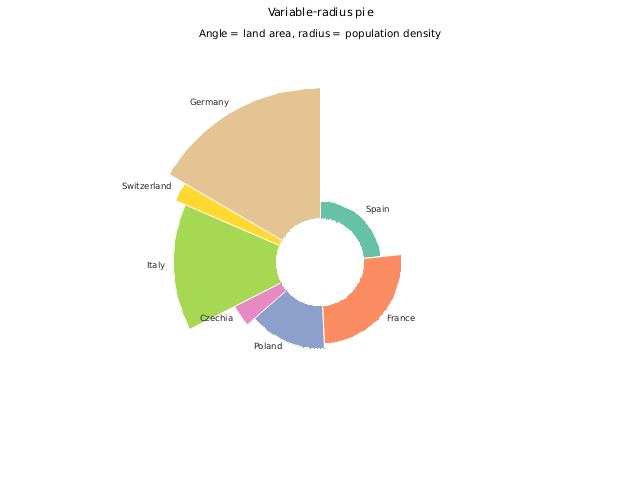 Variable-radius pie
Angle = land area, radius = population density
Germany
Switzerland
Spain
Italy
Czechia
France
Poland